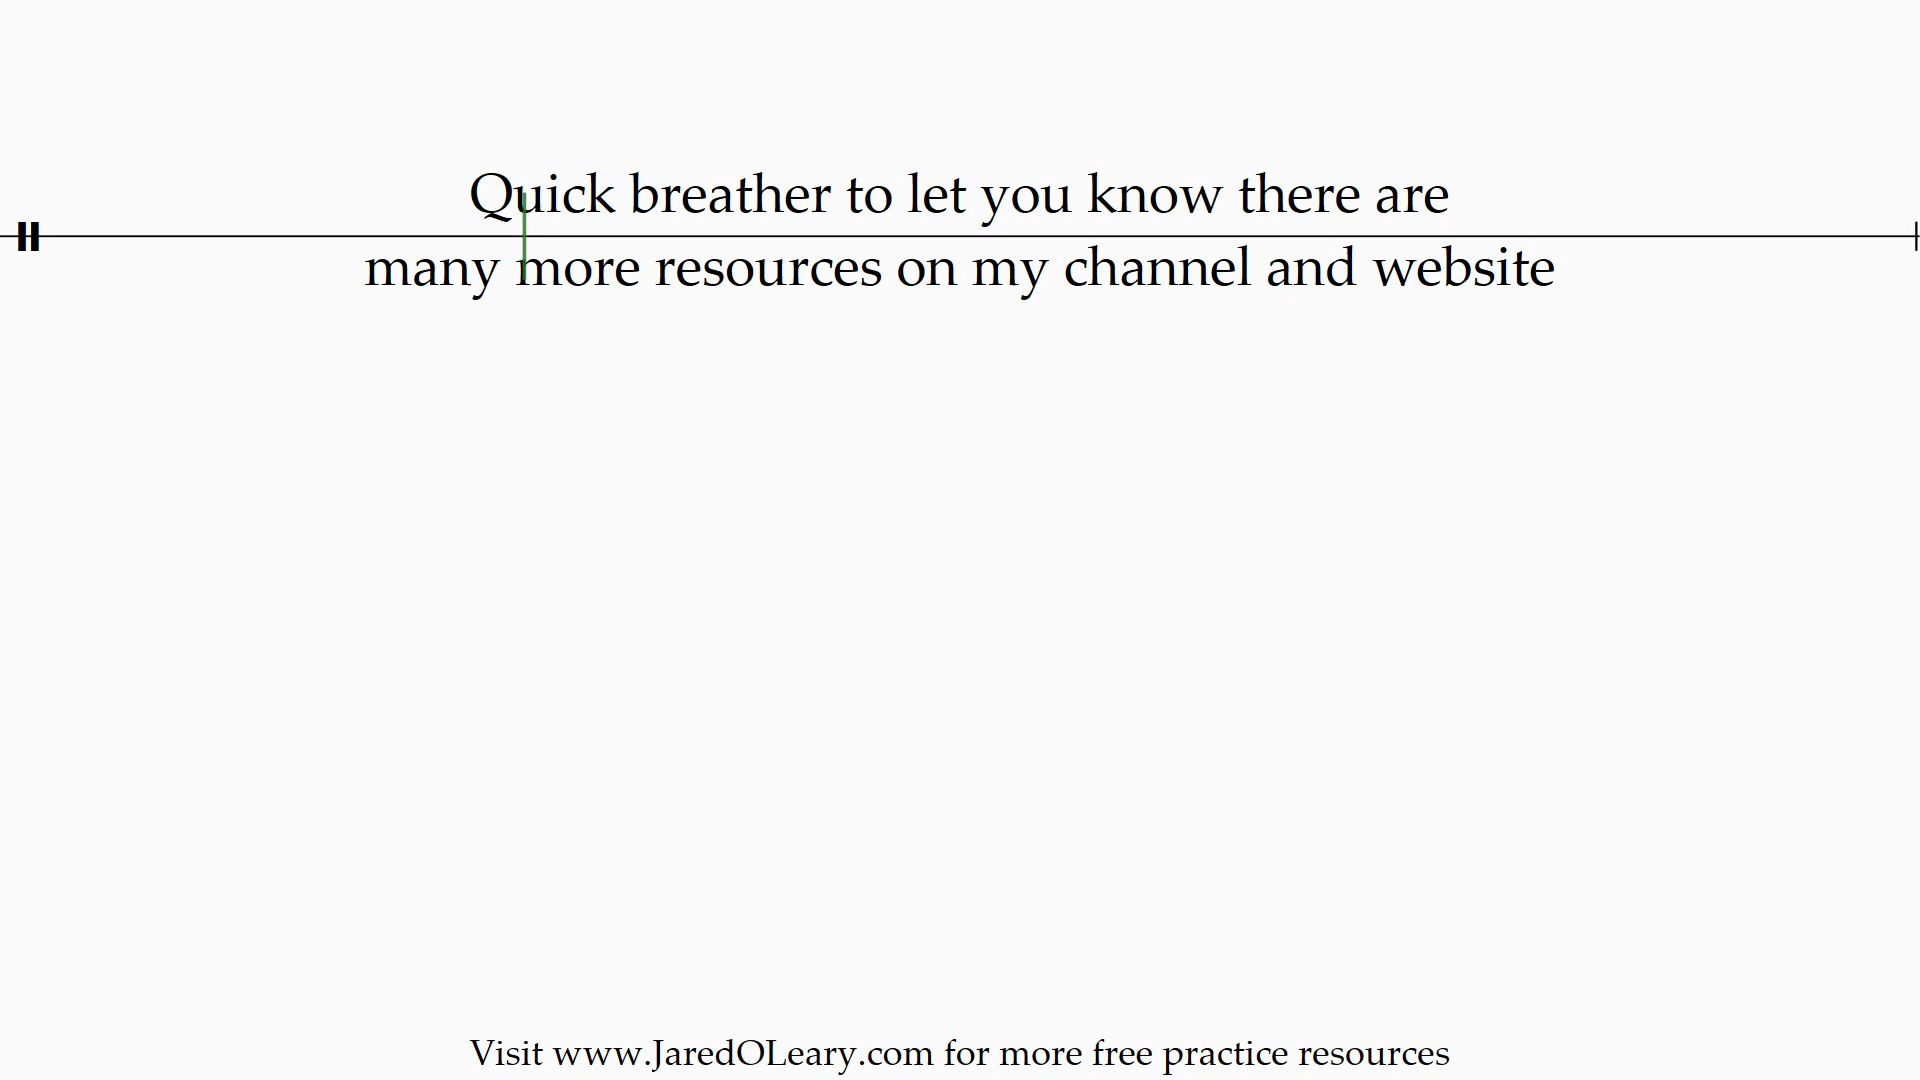 Quick breather to let you know there are
many more resources on my channel and website
Visit www.JaredOLeary.com for more free practice resources